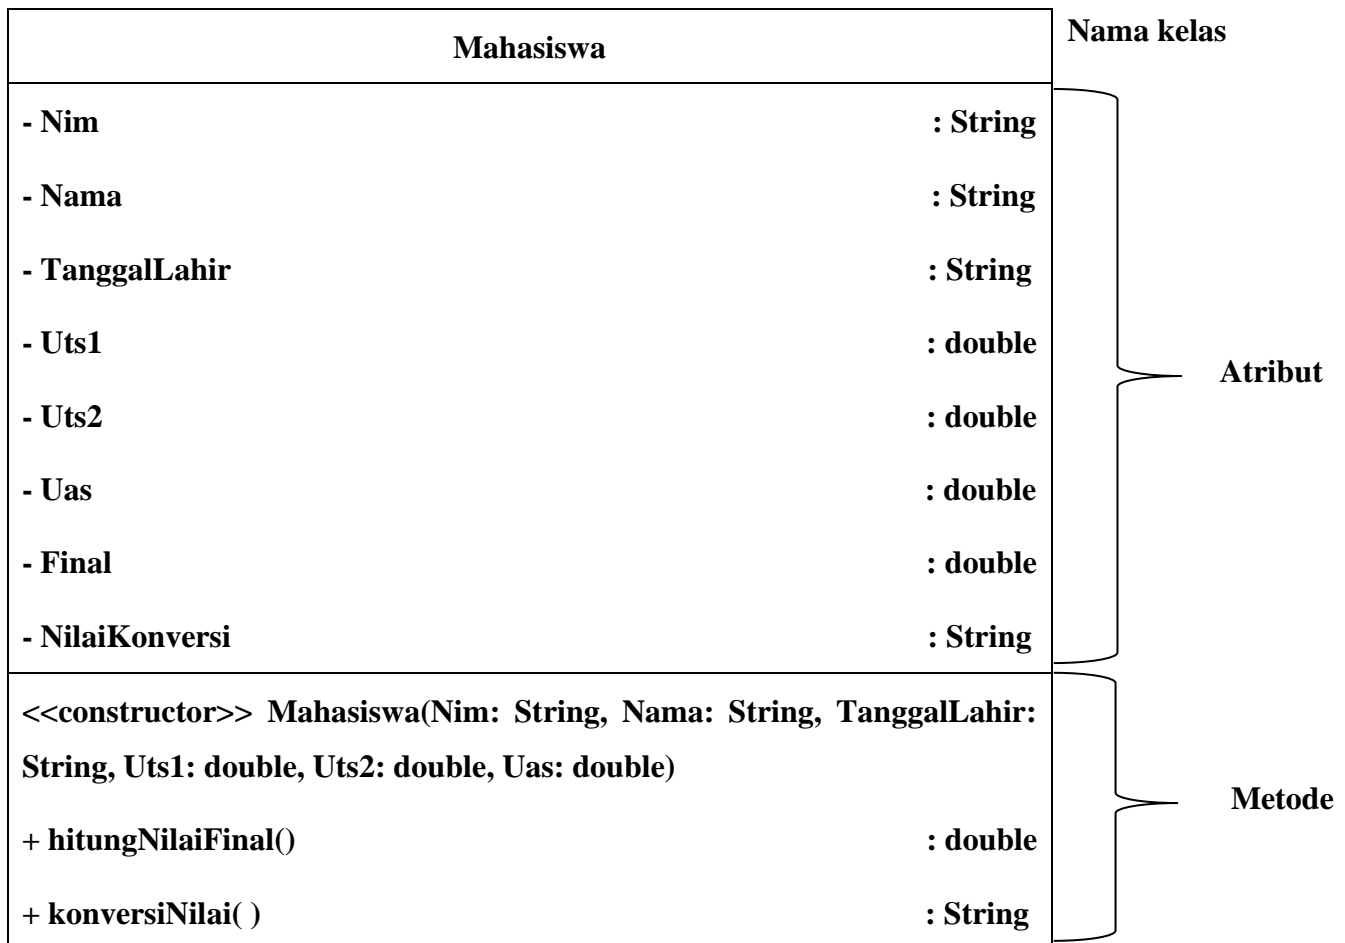 Mahasiswa
Nama kelas
- Nim : String
- Nama : String
- TanggalLahir : String
- Uts1 : double
- Uts2 : double
- Uas : double
- Final : double
- NilaiKonversi : String
Atribut
<<constructor>> Mahasiswa(Nim: String, Nama: String, TanggalLahir:
String, Uts1: double, Uts2: double, Uas: double)
+ hitungNilaiFinal() : double
+ konversiNilai( ) : String
Metode